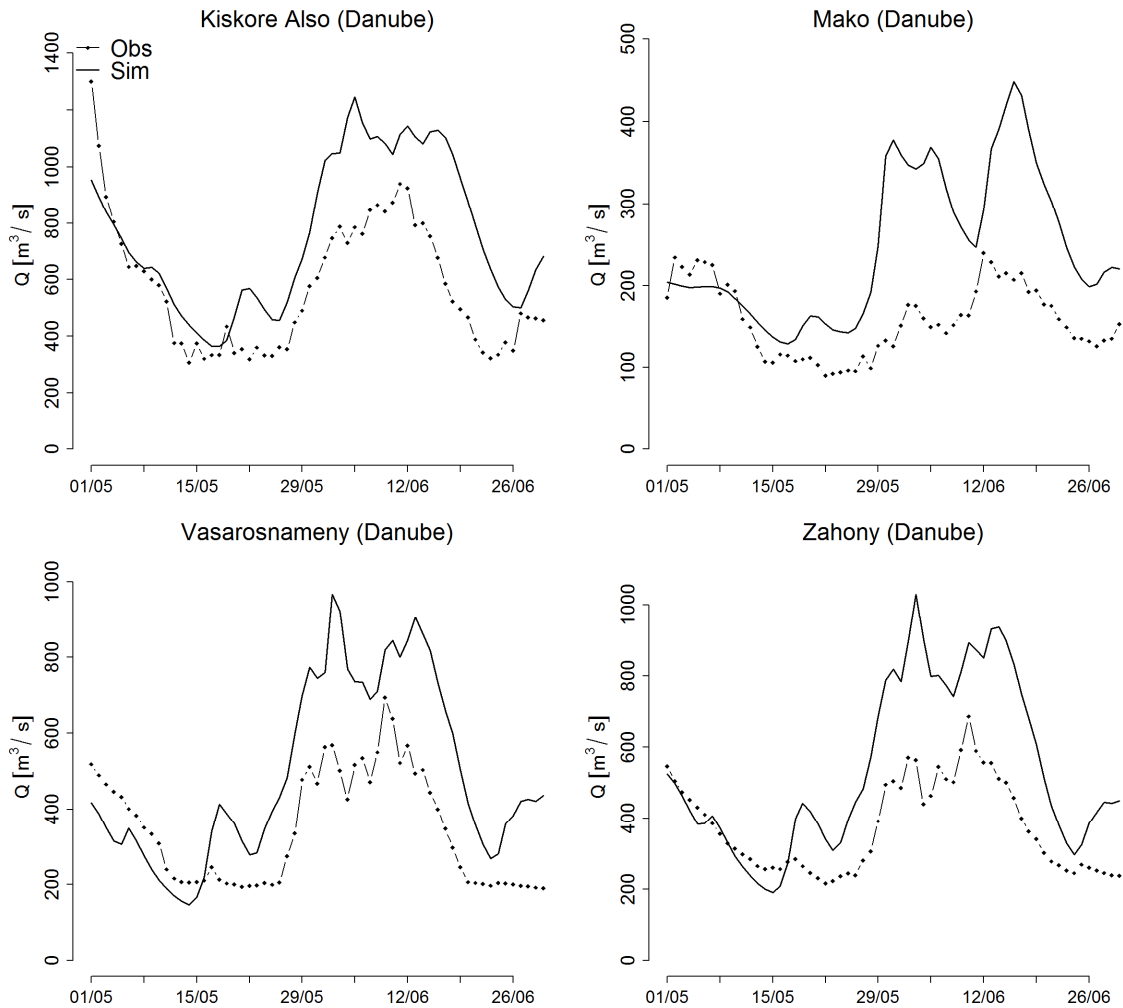 Kiskore Also (Danube)
Obs
Sim
Q [m³/ s]
0 200 400 600 800 1000 1400
01/05 15/05 29/05 12/06 26/06
Mako (Danube)
Q [m³/ s]
0 100 200 300 400 500
01/05 15/05 29/05 12/06 26/06
Vasarosnameny (Danube)
Q [m³/ s]
0 200 400 600 800 1000
01/05 15/05 29/05 12/06 26/06
Zahony (Danube)
Q [m³/ s]
0 200 400 600 800 1000
01/05 15/05 29/05 12/06 26/06